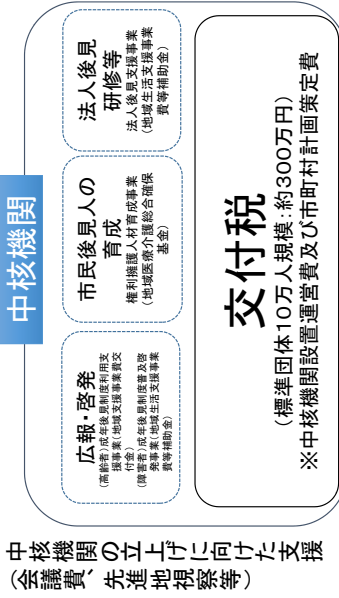 中核機関
広報・啓発
(高齢者)成年後見制度利用支
援事業(地域支援事業費交
付金)
(障害者)成年後見制度普及啓
発事業(地域生活支援事業
費等補助金)
市民後見人の
育成
権利擁護人材育成事業
(地域医療介護総合確保
基金)
法人後見
研修等
法人後見支援事業
(地域生活支援事業
費等補助金)
交付税
(標準団体10万人規模:約300万円)
※中核機関設置運営費及び市町村計画策定費
中核機関の立上げに向けた支援
(会議費、先進地視察等)